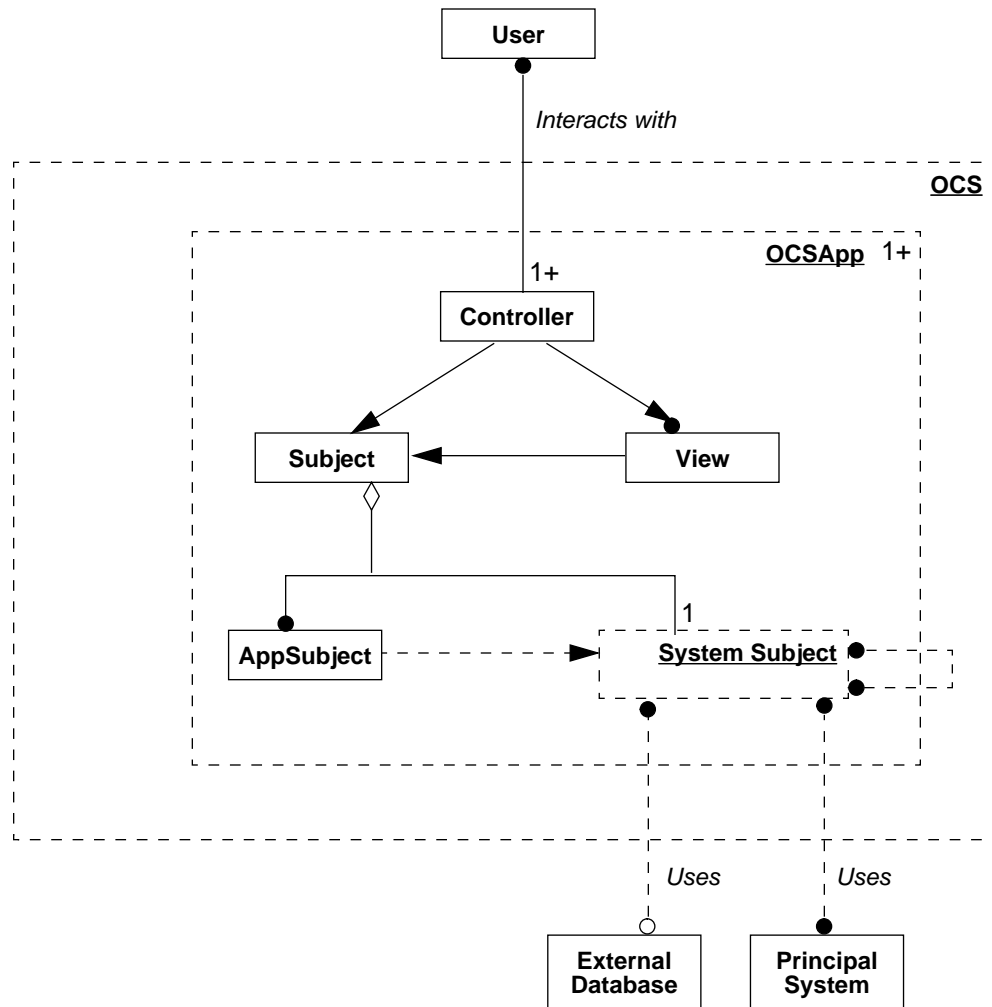 User
Interacts with
OCS
OCSApp 1+
1+
Controller
Subject
View
1
AppSubject
System Subject
Uses
Uses
External
Database
Principal
System